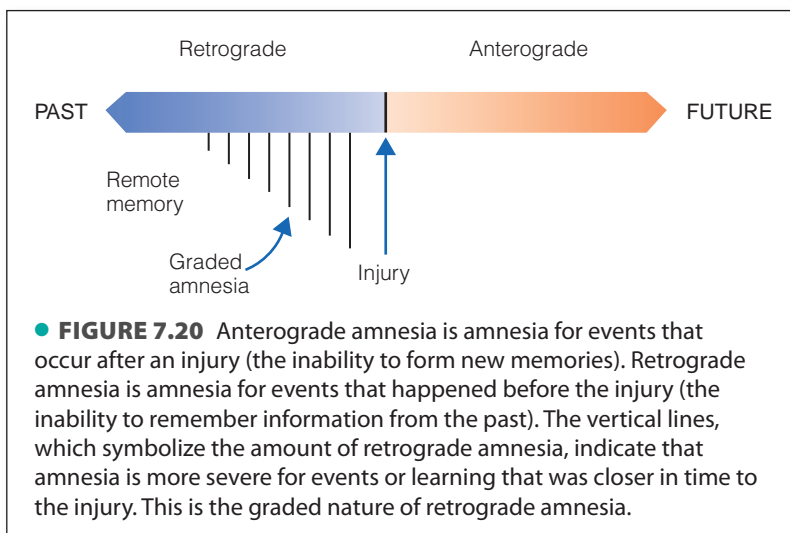 Retrograde Anterograde
PAST FUTURE
Remote
memory
Graded
amnesia
Injury
● FIGURE 7.20 Anterograde amnesia is amnesia for events that
occur after an injury (the inability to form new memories). Retrograde
amnesia is amnesia for events that happened before the injury (the
inability to remember information from the past). The vertical lines,
which symbolize the amount of retrograde amnesia, indicate that
amnesia is more severe for events or learning that was closer in time to
the injury. This is the graded nature of retrograde amnesia.